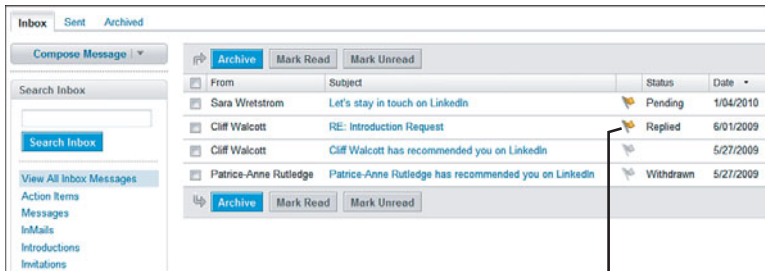 Inbox Sent Archived
Compose Message
Archive Mark Read Mark Unread
Search Inbox
From Subject Status Date
Sara Wretstrom Let's stay in touch on LinkedIn Pending 1/04/2010
Cliff Walcott RE: Introduction Request Replied 6/01/2009
Search Inbox
Cliff Walcott Cliff Walcott has recommended you on LinkedIn 5/27/2009
View All Inbox Messages
Patrice-Anne Rutledge Patrice-Anne Rutledge has recommended you on LinkedIn Withdrawn 5/27/2009
Action Items
Archive Mark Read Mark Unread
Messages
InMails
Introductions
Invitations